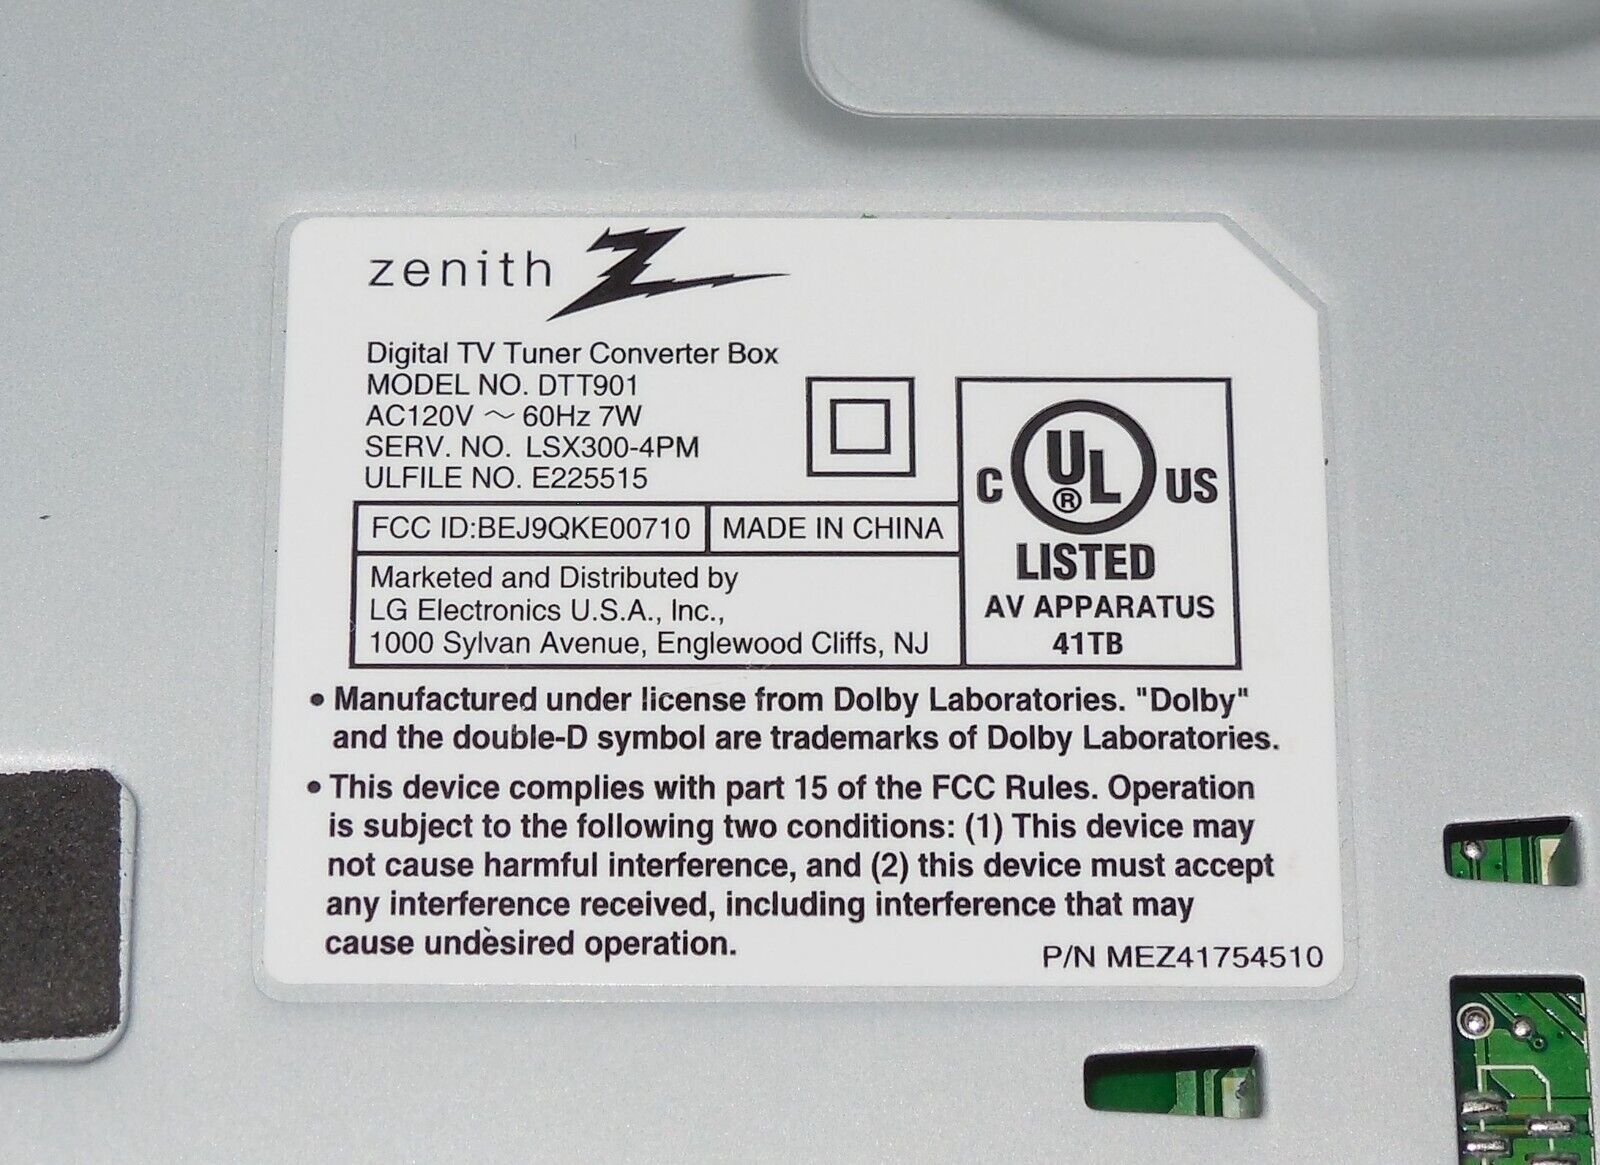 zenith
Digital TV Tuner Converter Box
MODEL NO. DTT901
AC120V ~ 60Hz 7W
SERV. NO. LSX300-4PM
ULFILE NO. E225515
FCC ID:BEJ9QKE00710
MADE IN CHINA
Marketed and Distributed by
LG Electronics U.S.A., Inc.,
1000 Sylvan Avenue, Englewood Cliffs, NJ
C UL ® US
LISTED
AV APPARATUS
41TB
• Manufactured under license from Dolby Laboratories. "Dolby"
and the double-D symbol are trademarks of Dolby Laboratories.
• This device complies with part 15 of the FCC Rules. Operation
is subject to the following two conditions: (1) This device may
not cause harmful interference, and (2) this device must accept
any interference received, including interference that may
cause undesired operation.
P/N MEZ41754510